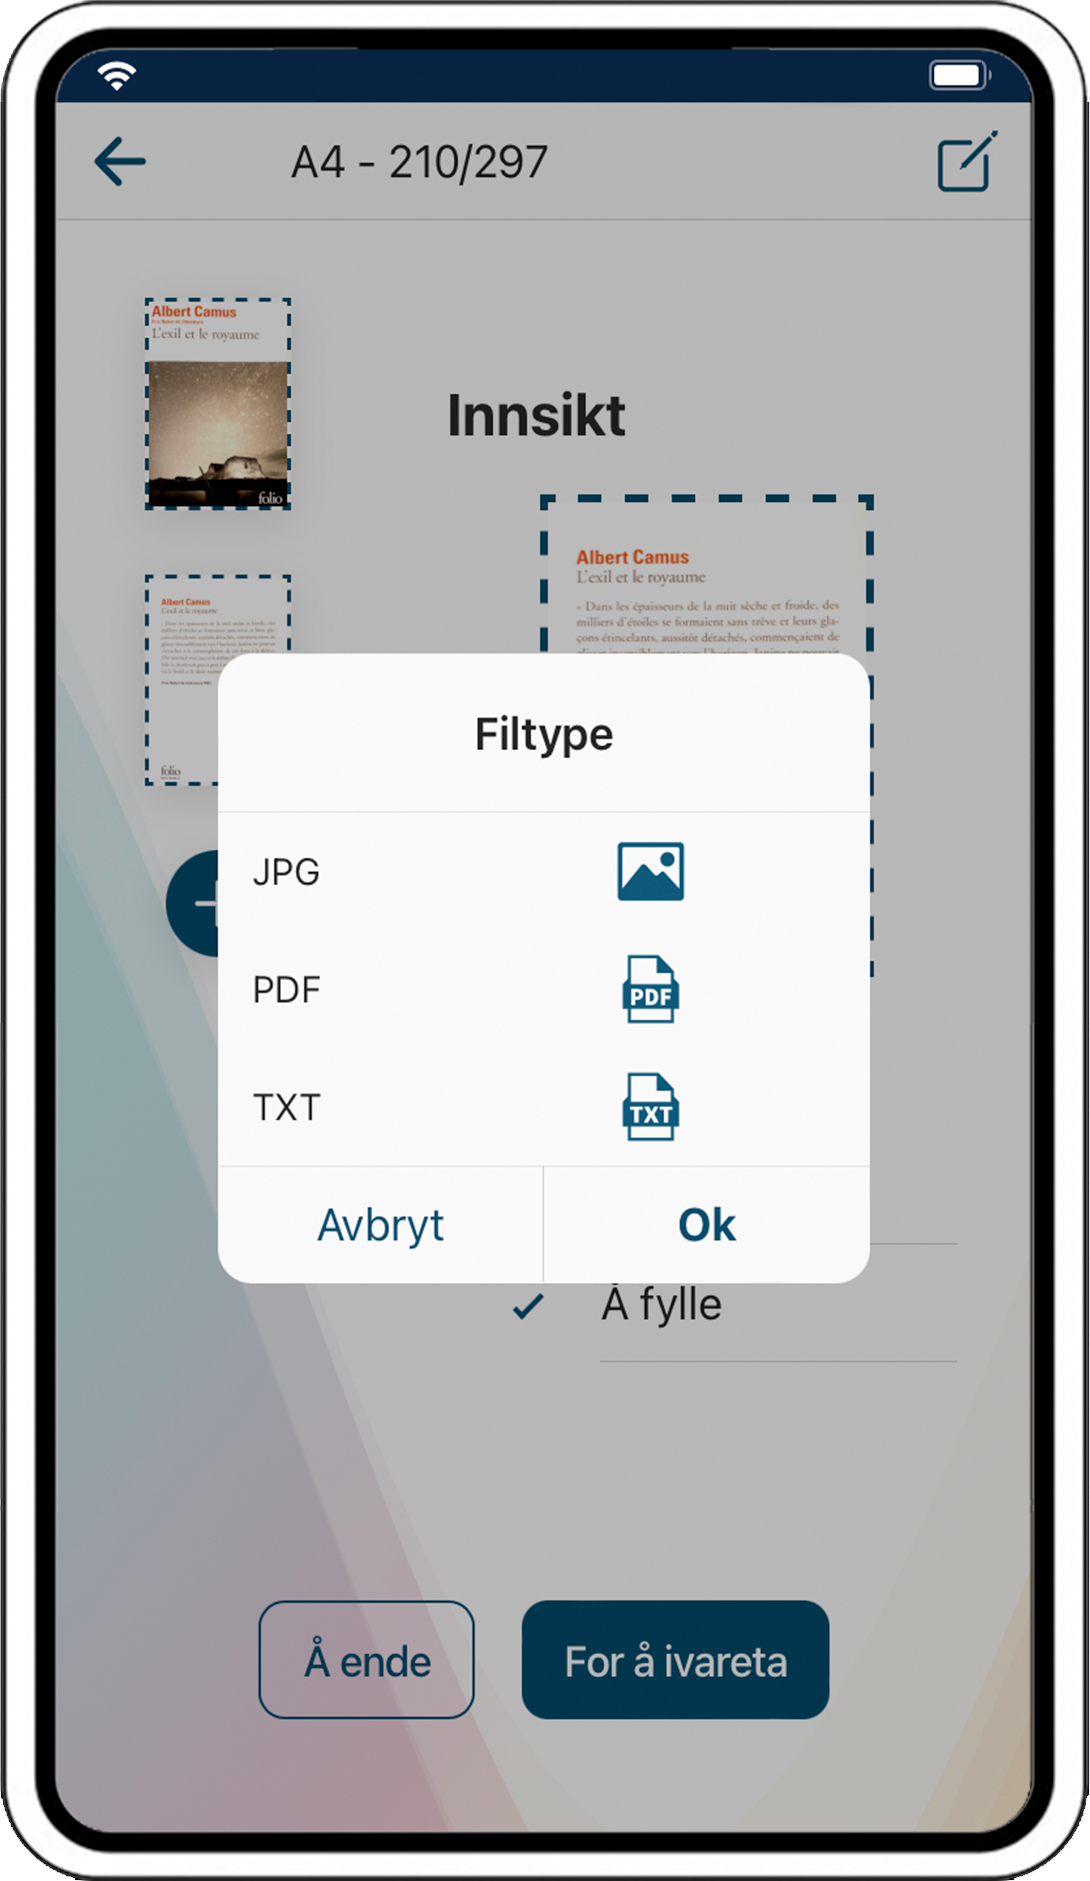 A4 - 210/297
Albert Camus
L'exil et le royaume
folio
Innsikt
Albert Camus
L'exil et le royaume
« Dans les épaisseurs de la nuit sèche et froide, des
milliers d'étoiles se formaient sans trêve et leurs gla-
çons étincelants, aussitôt détachés, commençaient de
Albert Camus
L'exil et le royaume
folio
Filtype
JPG
PDF
PDF
TXT
TXT
Avbryt
Ok
Å fylle
Å ende
For å ivareta